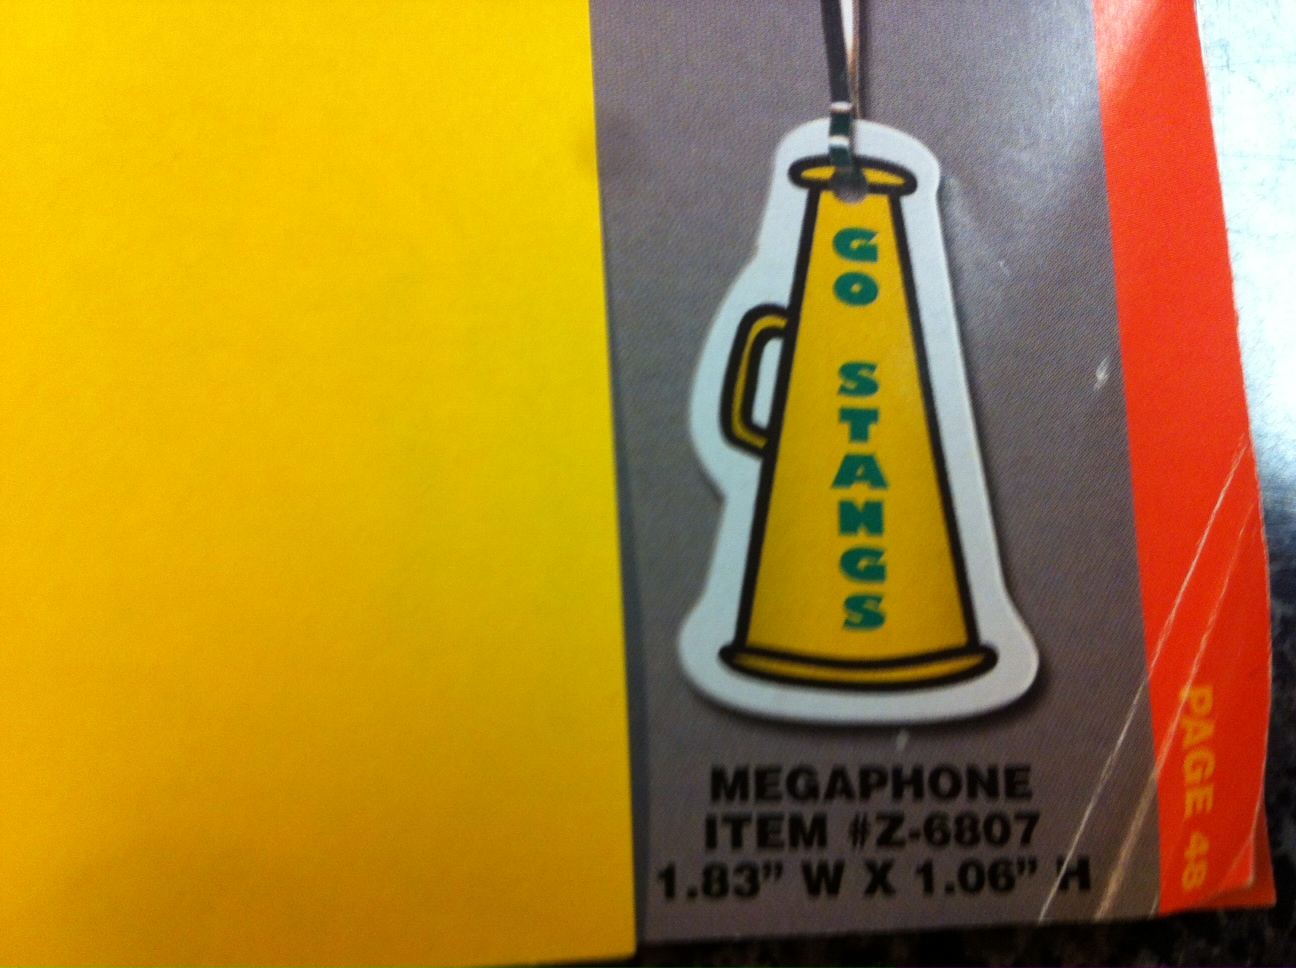 GO STANGS
MEGAPHONE
ITEM #Z-6807
1.83” W X 1.06” H
PAGE 48